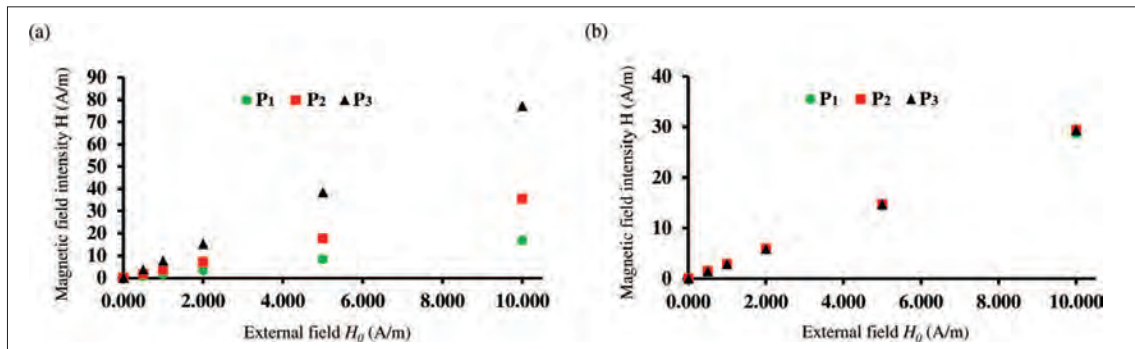 (a)
Magnetic field intensity H (A/m)
90
80
70
60
50
40
30
20
10
0
P1 P2 P3
0.000 2.000 4.000 6.000 8.000 10.000
External field H0 (A/m)
(b)
Magnetic field intensity H (A/m)
40
30
20
10
0
P1 P2 P3
0.000 2.000 4.000 6.000 8.000 10.000
External field H0 (A/m)